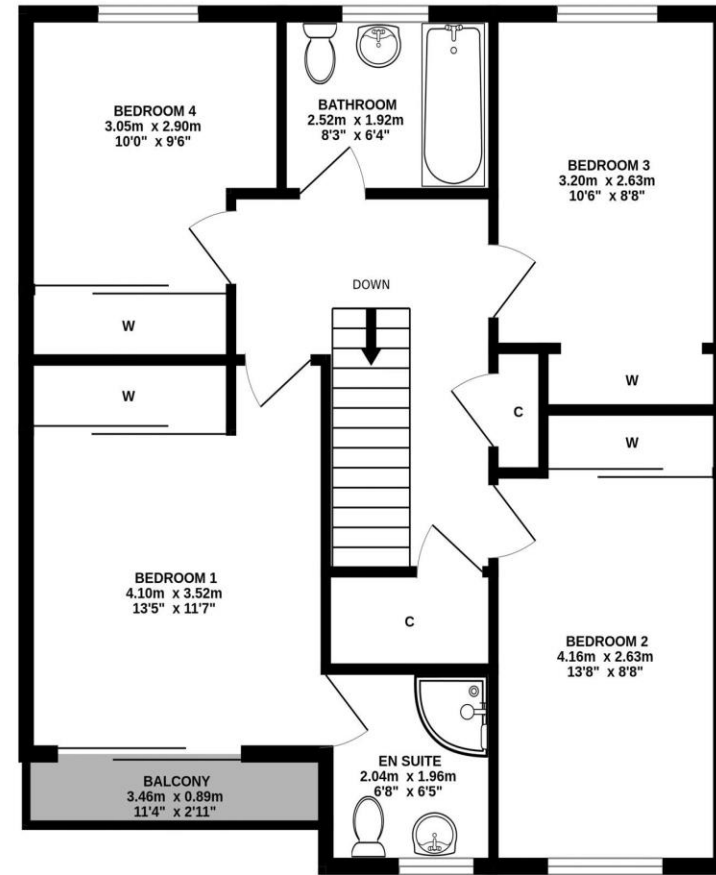 BEDROOM 4
3.05m x 2.90m
10'0" x 9'6"
BATHROOM
2.52m x 1.92m
8'3" x 6'4"
BEDROOM 3
3.20m x 2.63m
10'6" x 8'8"
DOWN
W
W
W
C
W
BEDROOM 1
4.10m x 3.52m
13'5" x 11'7"
C
BEDROOM 2
4.16m x 2.63m
13'8" x 8'8"
EN SUITE
2.04m x 1.96m
6'8" x 6'5"
BALCONY
3.46m x 0.89m
11'4" x 2'11"